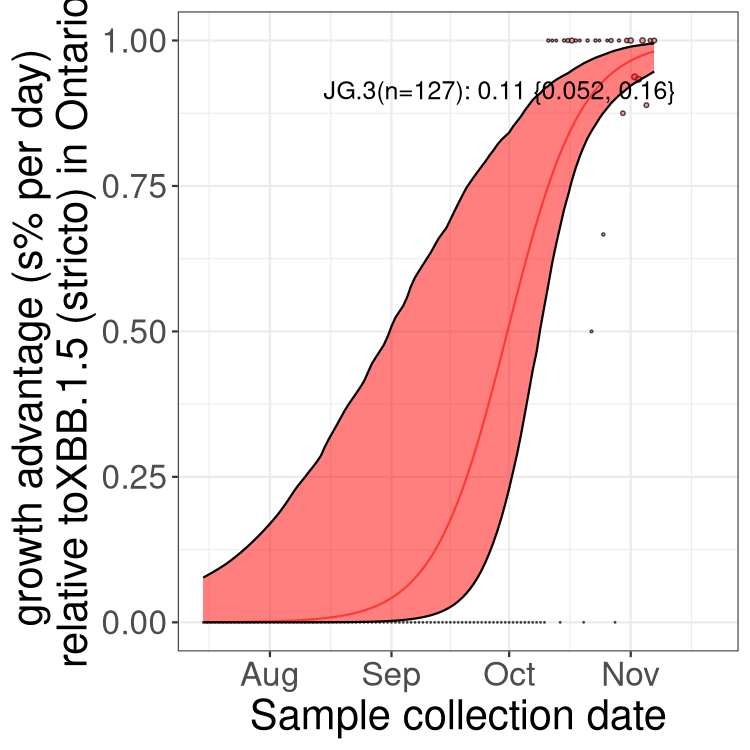 growth advantage (s% per day)
relative toXBB.1.5 (stricto) in Ontario
1.00
0.75
0.50
0.25
0.00
JG.3(n=127): 0.11 {0.052, 0.16}
Aug Sep Oct Nov
Sample collection date